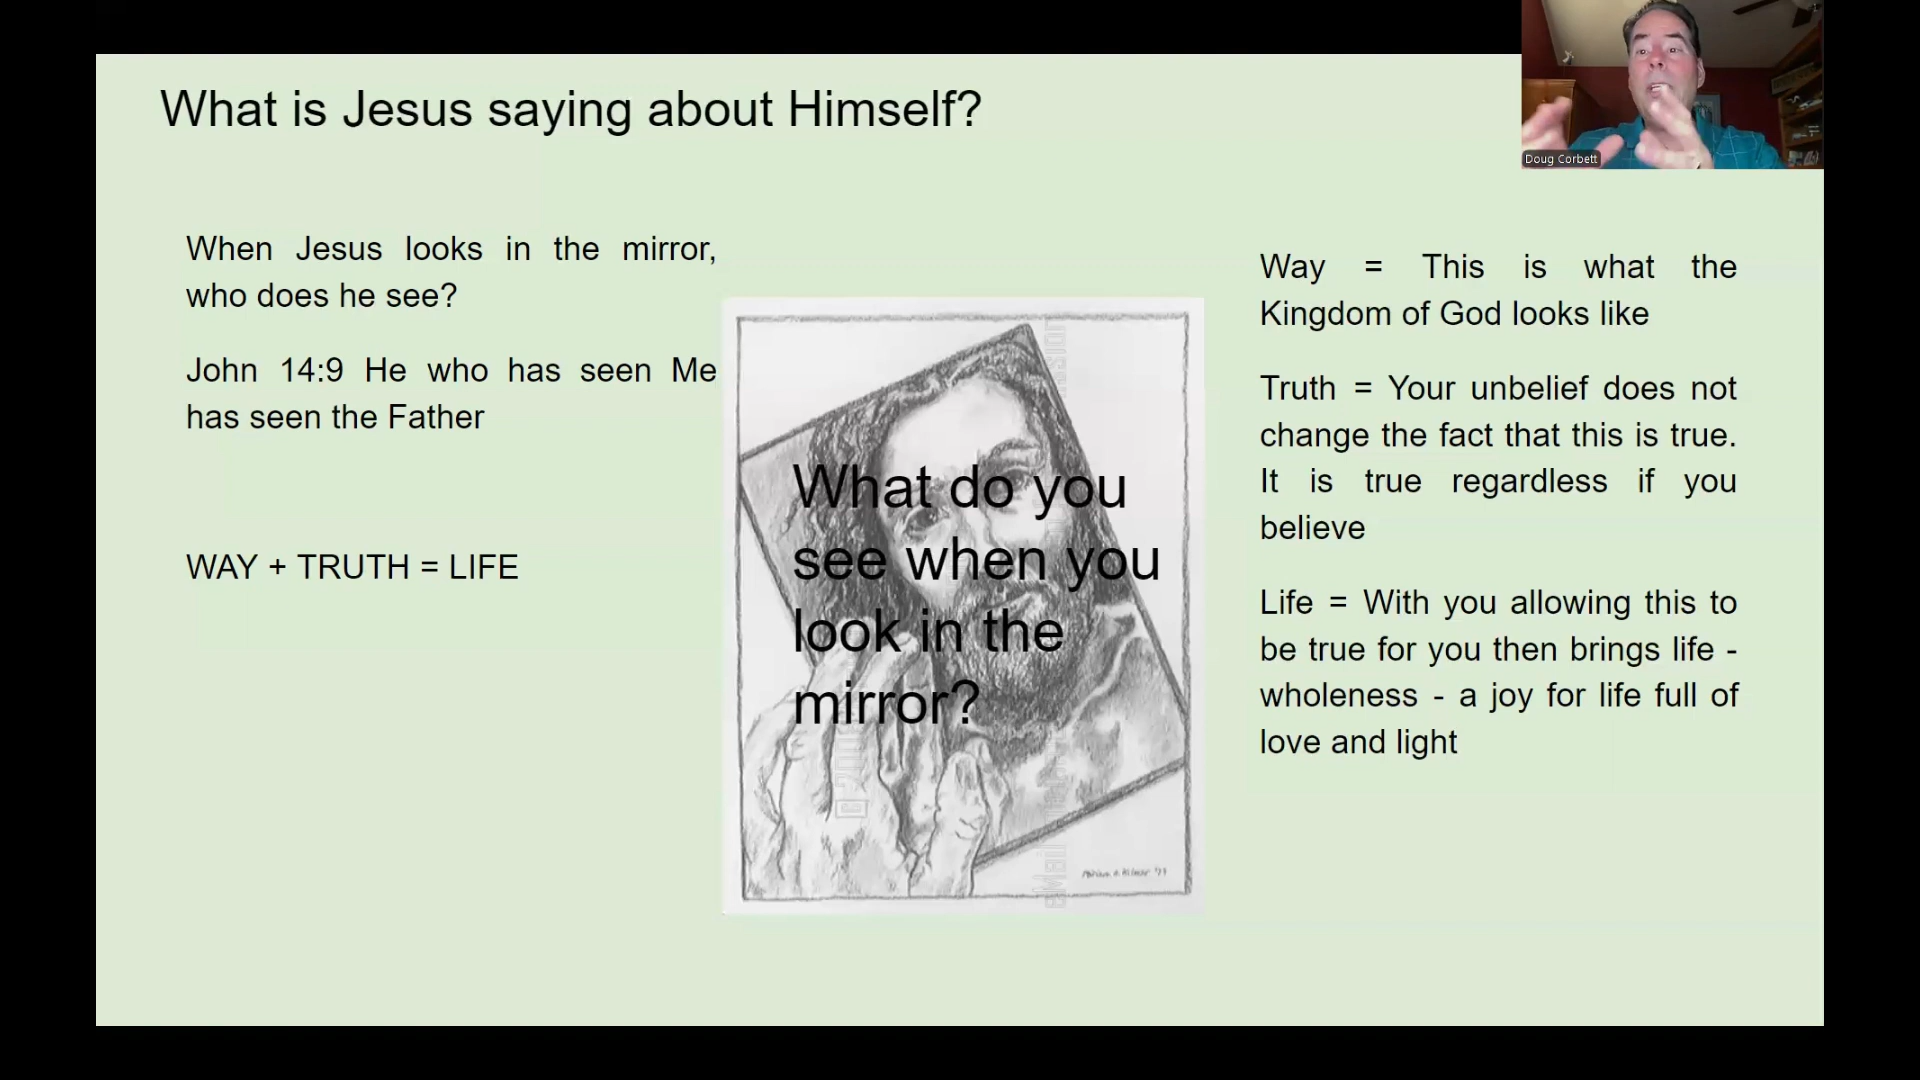 What is Jesus saying about Himself?
Doug Corbett
When Jesus looks in the mirror,
who does he see?
John 14:9 He who has seen Me
has seen the Father
WAY + TRUTH = LIFE
What do you
see when you
look in the
mirror?
Way = This is what the
Kingdom of God looks like
Truth = Your unbelief does not
change the fact that this is true.
It is true regardless if you
believe
Life = With you allowing this to
be true for you then brings life -
wholeness - a joy for life full of
love and light